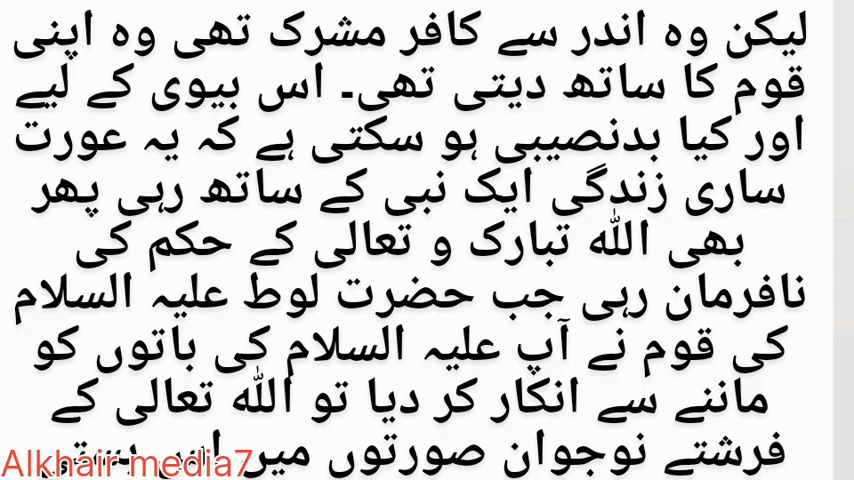 لیکن وہ اندر سے کافر مشرک تھی وہ اپنی
قوم کا ساتھ دیتی تھی۔ اس بیوی کے لیے
اور کیا بدنصیبی ہو سکتی ہے کہ یہ عورت
ساری زندگی ایک نبی کے ساتھ رہی پھر
بھی اللہ تبارک و تعالی کے حکم کی
نافرمان رہی جب حضرت لوط علیہ السلام
کی قوم نے آپ علیہ السلام کی باتوں کو
ماننے سے انکار کر دیا تو اللہ تعالی کے
فرشتے نوجوان صورتوں میں اس بستی
Alkhair media7